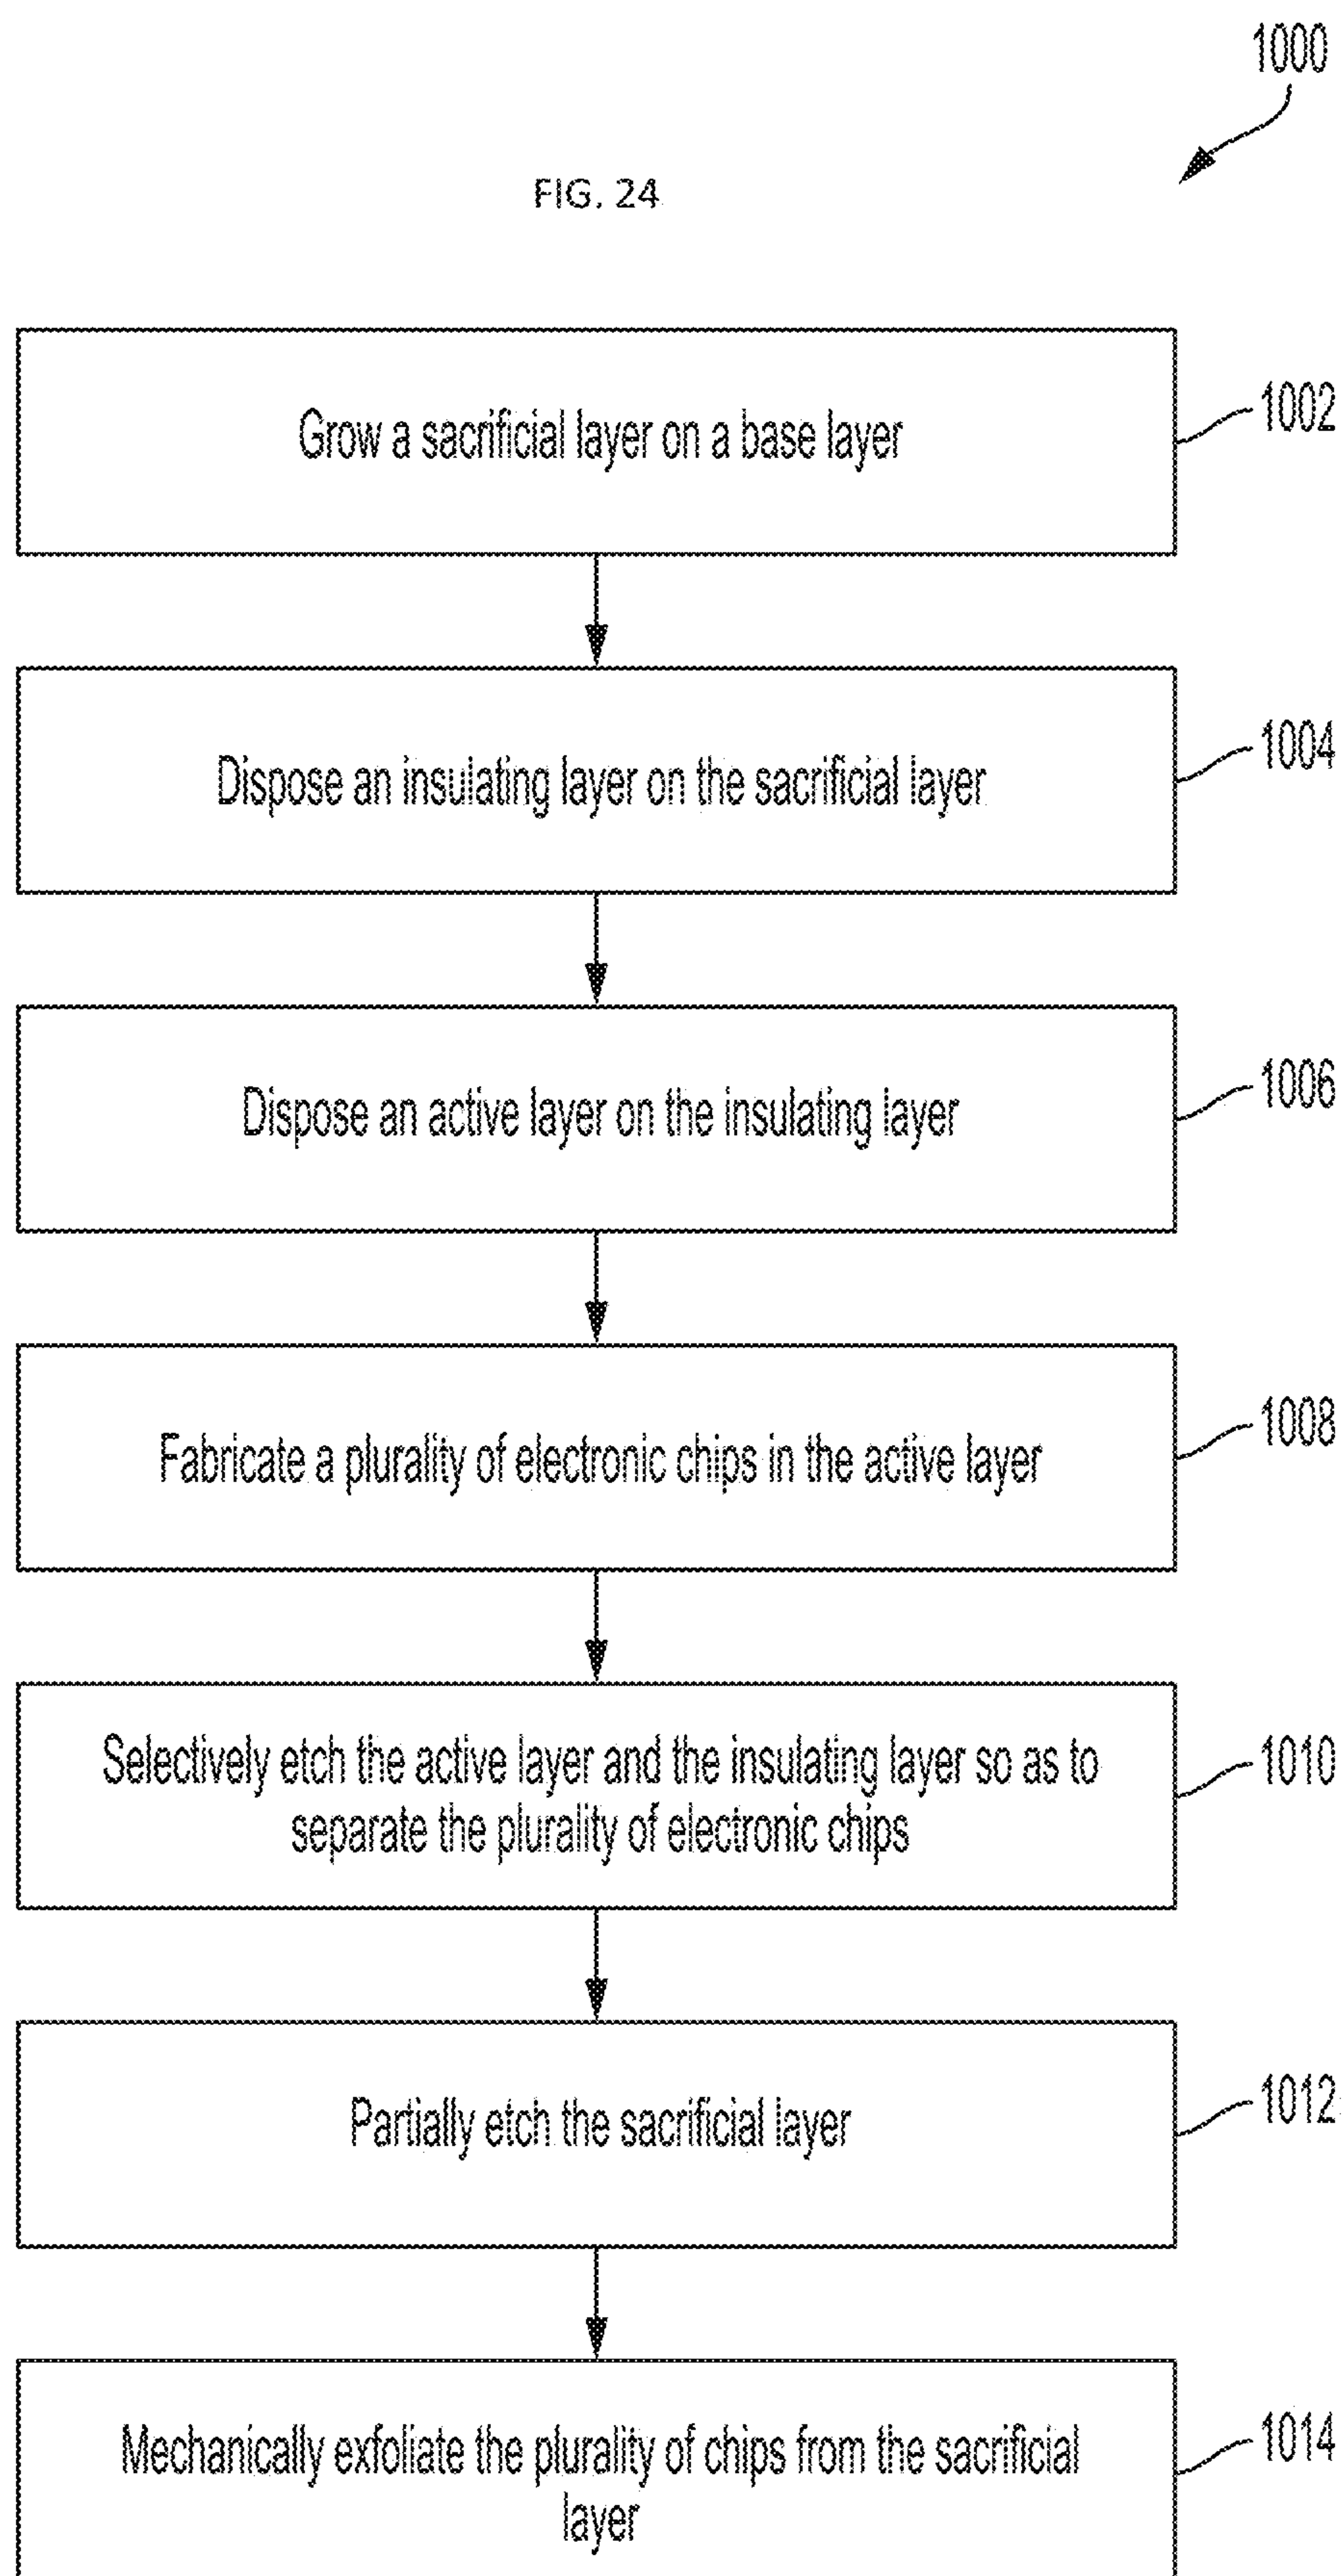 1000
FIG. 24
Grow a sacrificial layer on a base layer
1002
Dispose an insulating layer on the sacrificial layer
1004
Dispose an active layer on the insulating layer
1006
Fabricate a plurality of electronic chips in the active layer
1008
Selectively etch the active layer and the insulating layer so as to
separate the plurality of electronic chips
1010
Partially etch the sacrificial layer
1012
Mechanically exfoliate the plurality of chips from the sacrificial
layer
1014